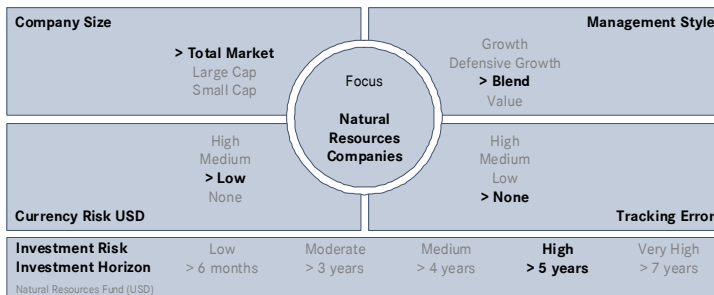 Company Size
> Total Market
Large Cap
Small Cap
Management Style
Growth
Defensive Growth
> Blend
Value
Focus
Natural
Resources
Companies
High
Medium
> Low
None
Currency Risk USD
High
Medium
Low
> None
Tracking Error
Investment Risk Low Moderate Medium High Very High
Investment Horizon > 6 months > 3 years > 4 years > 5 years > 7 years
Natural Resources Fund (USD)